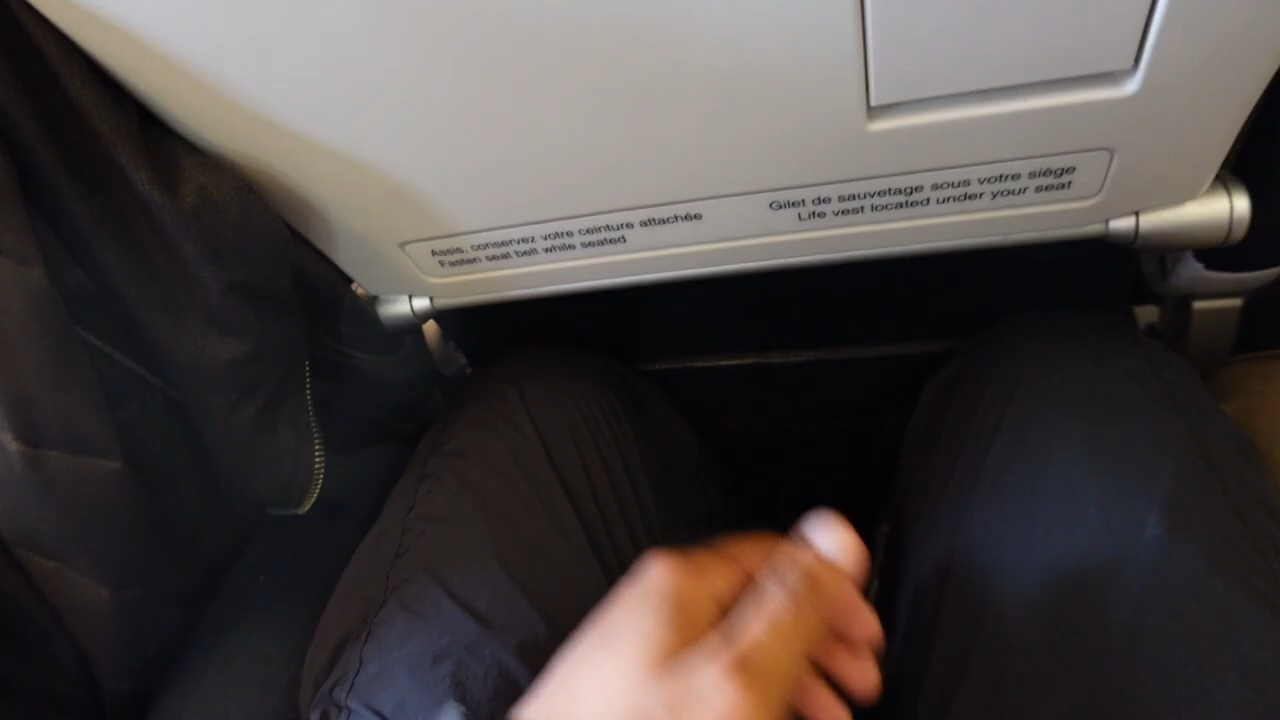 Assis, conservez votre ceinture attachée
Fasten seat belt while seated
Gilet de sauvetage sous votre siège
Life vest located under your seat